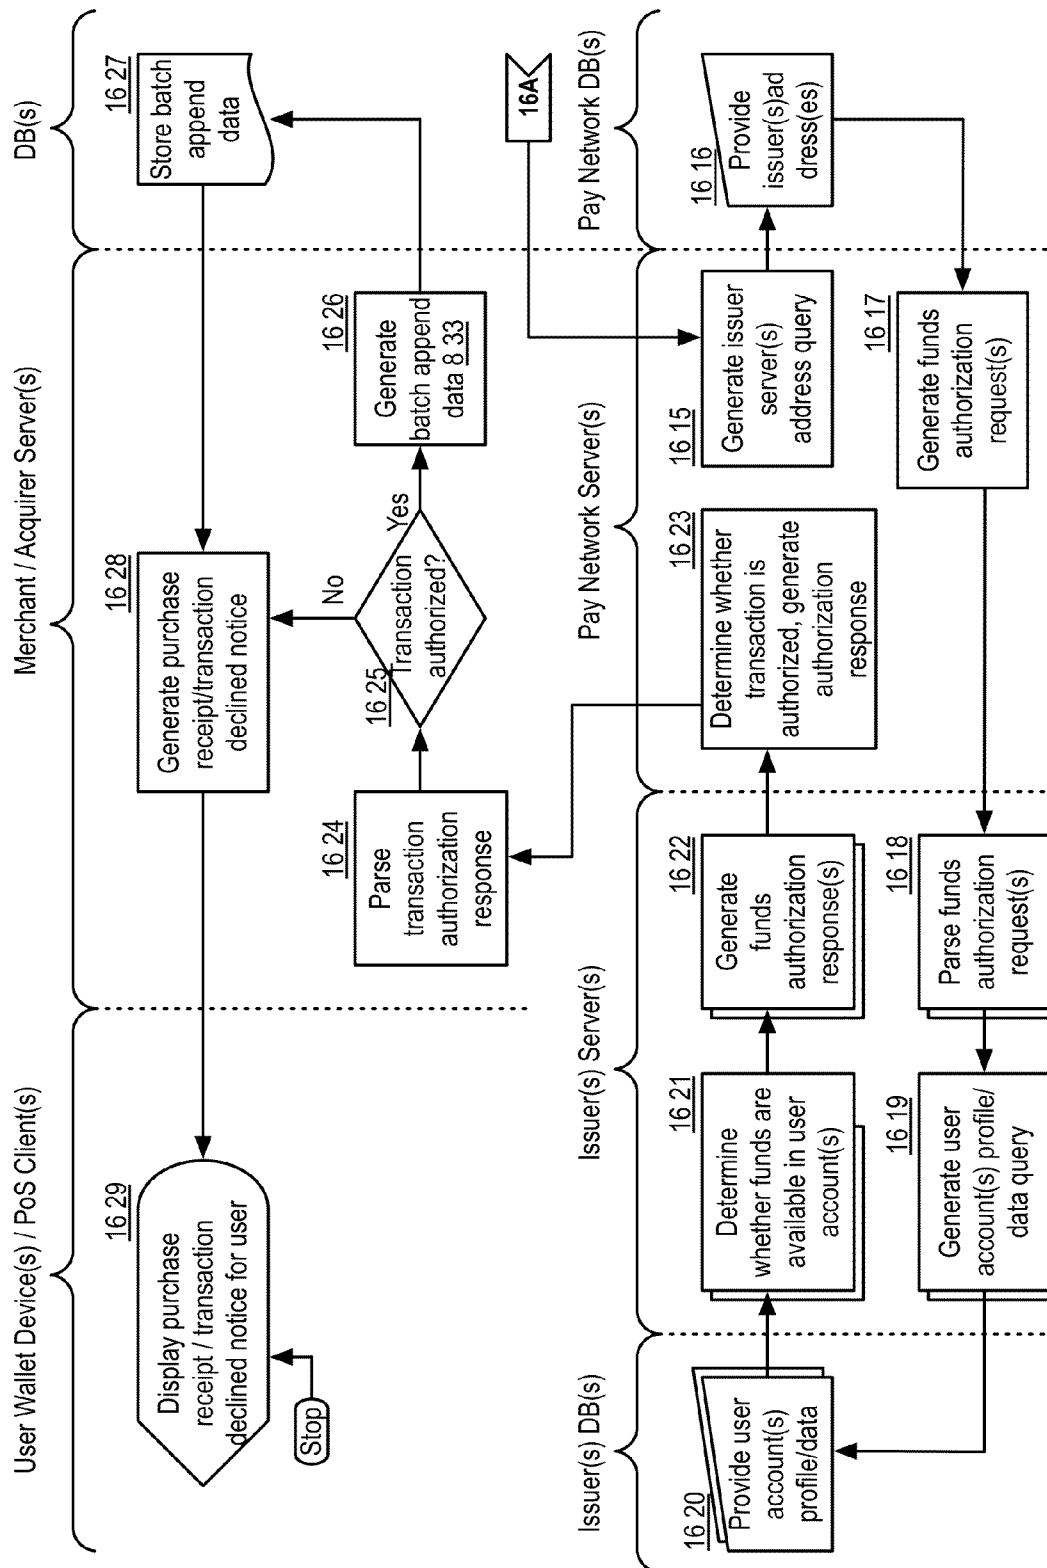 User Wallet Device(s) / PoS Client(s)
Merchant / Acquirer Server(s)
DB(s)
16 29
Display purchase
receipt / transaction
declined notice for user
Stop
16 28
Generate purchase
receipt/transaction
declined notice
16 27
Store batch
append
data
16 24
Parse
transaction
authorization
response
16 25
Transaction
authorized?
No
Yes
16 26
Generate
batch append
data 8 33
16A
Issuer(s) DB(s)
Issuer(s) Server(s)
Pay Network Server(s)
Pay Network DB(s)
16 20
Provide user
account(s)
profile/data
16 21
Determine
whether funds are
available in user
account(s)
16 22
Generate
funds
authorization
response(s)
16 23
Determine whether
transaction is
authorized, generate
authorization
response
16 15
Generate issuer
server(s)
address query
16 16
Provide
issuer(s)ad
dress(es)
16 19
Generate user
account(s) profile/
data query
16 18
Parse funds
authorization
request(s)
16 17
Generate funds
authorization
request(s)